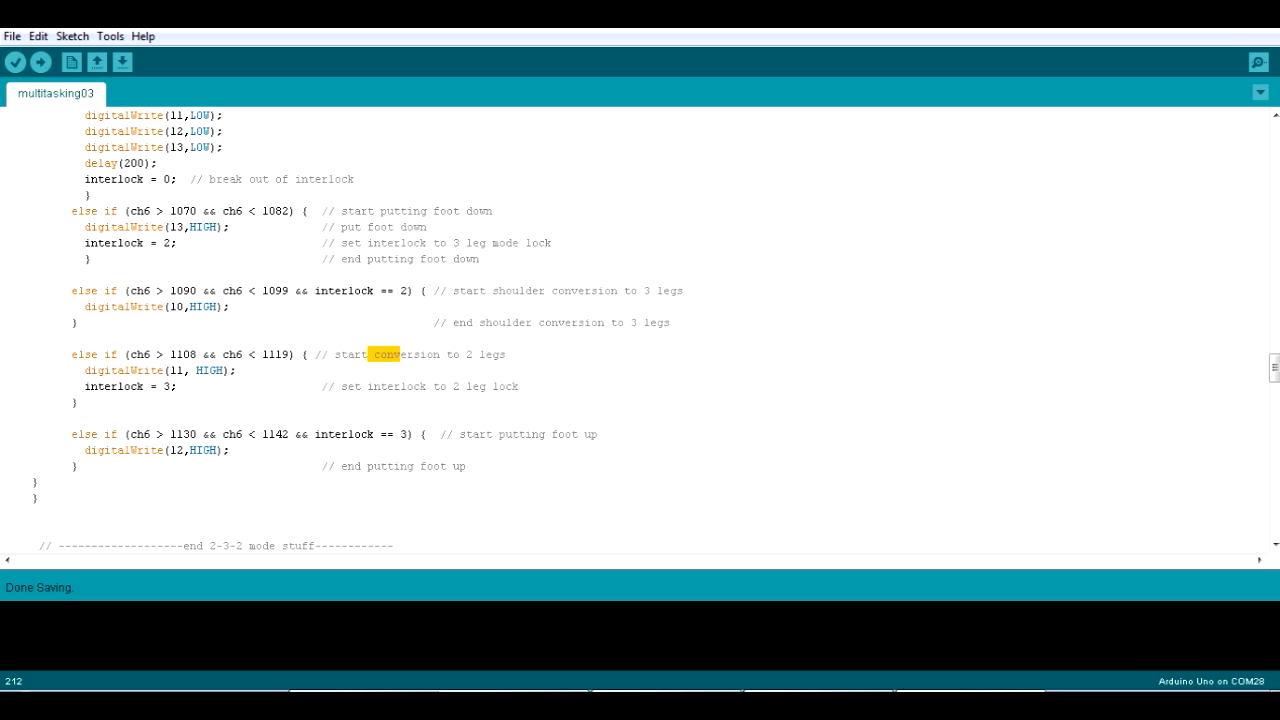 File Edit Sketch Tools Help
multitasking03
digitalWrite(11,LOW);
digitalWrite(12,LOW);
digitalWrite(13,LOW);
delay(200);
interlock = 0;  // break out of interlock
}
else if (ch6 > 1070 && ch6 < 1082) {  // start putting foot down
digitalWrite(13,HIGH);  // put foot down
interlock = 2;  // set interlock to 3 leg mode lock
}  // end putting foot down
else if (ch6 > 1090 && ch6 < 1099 && interlock == 2) { // start shoulder conversion to 3 legs
digitalWrite(10,HIGH);
}  // end shoulder conversion to 3 legs
else if (ch6 > 1108 && ch6 < 1119) { // start conversion to 2 legs
digitalWrite(11, HIGH);
interlock = 3;  // set interlock to 2 leg lock
}
else if (ch6 > 1130 && ch6 < 1142 && interlock == 3) {  // start putting foot up
digitalWrite(12,HIGH);
}  // end putting foot up
}
}
// -------------------end 2-3-2 mode stuff------------
Done Saving.
212
Arduino Uno on COM28